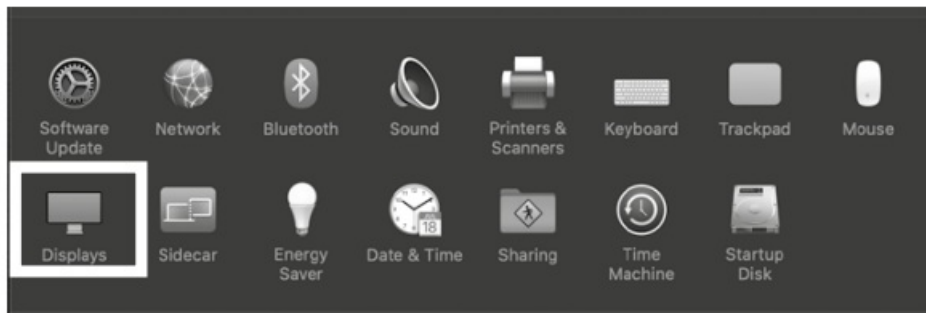 Software
Update
Network
Bluetooth
Sound
Printers &
Scanners
Keyboard
Trackpad
Mouse
Displays
Sidecar
Energy
Saver
JUL
18
Date & Time
Sharing
Time
Machine
Startup
Disk